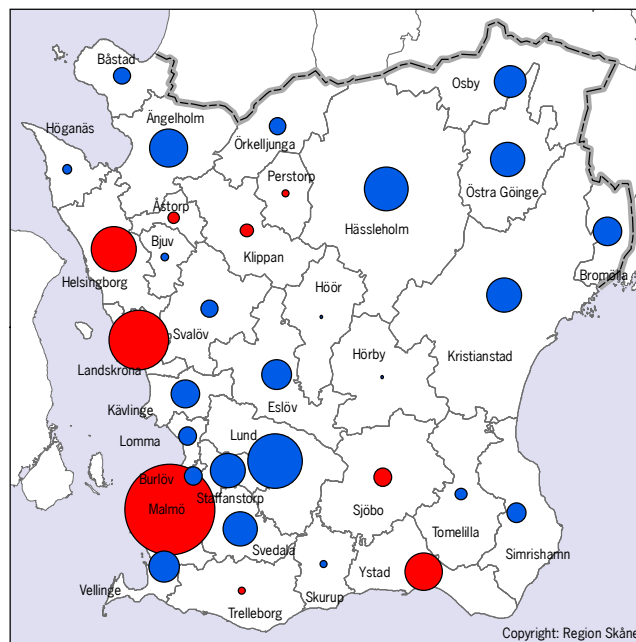 Båstad
Osby
Höganäs
Ängelholm
Örkelljunga
Perstorp
Östra Göinge
Åstorp
Hässleholm
Bjuv
Klippan
Helsingborg
Bromölla
Höör
Svalöv
Hörby
Kristianstad
Landskrona
Kävlinge
Eslöv
Lomma
Lund
Burlöv
Staffanstorp
Malmö
Sjöbo
Svedala
Tomelilla
Simrishamn
Vellinge
Ystad
Skurup
Trelleborg
Copyright: Region Skåne